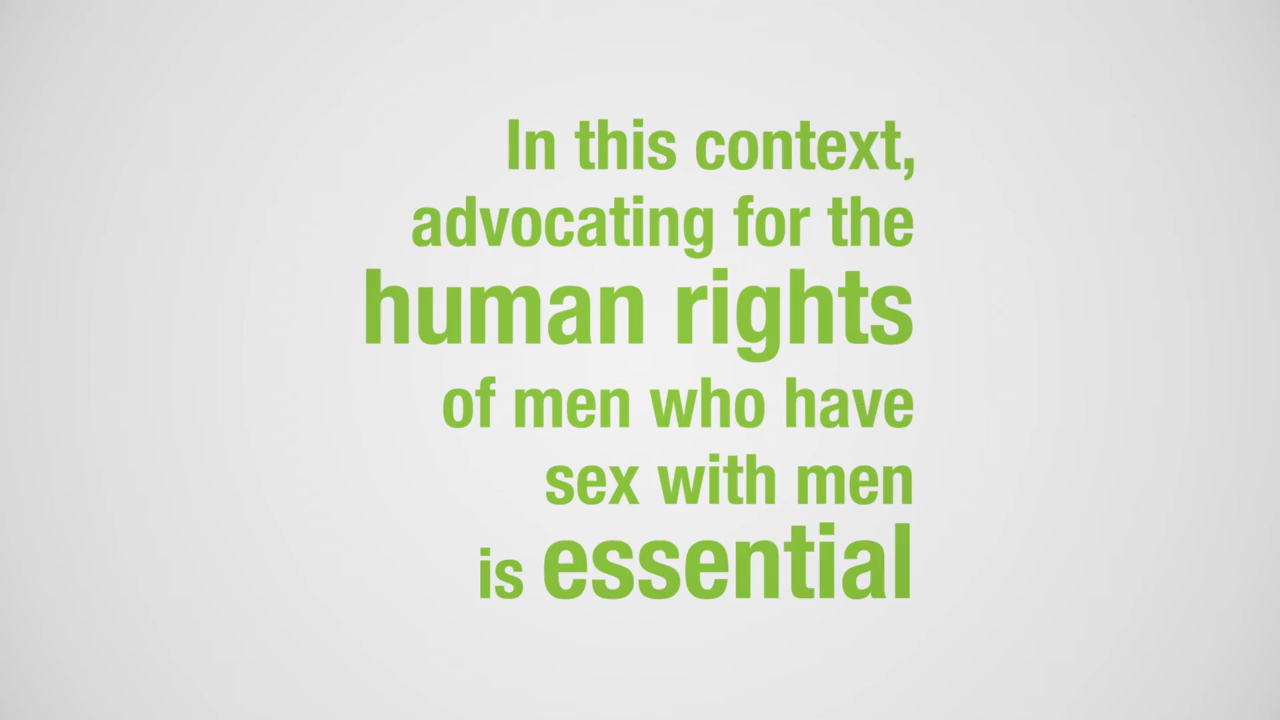 In this context,
advocating for the
human rights
of men who have
sex with men
is essential